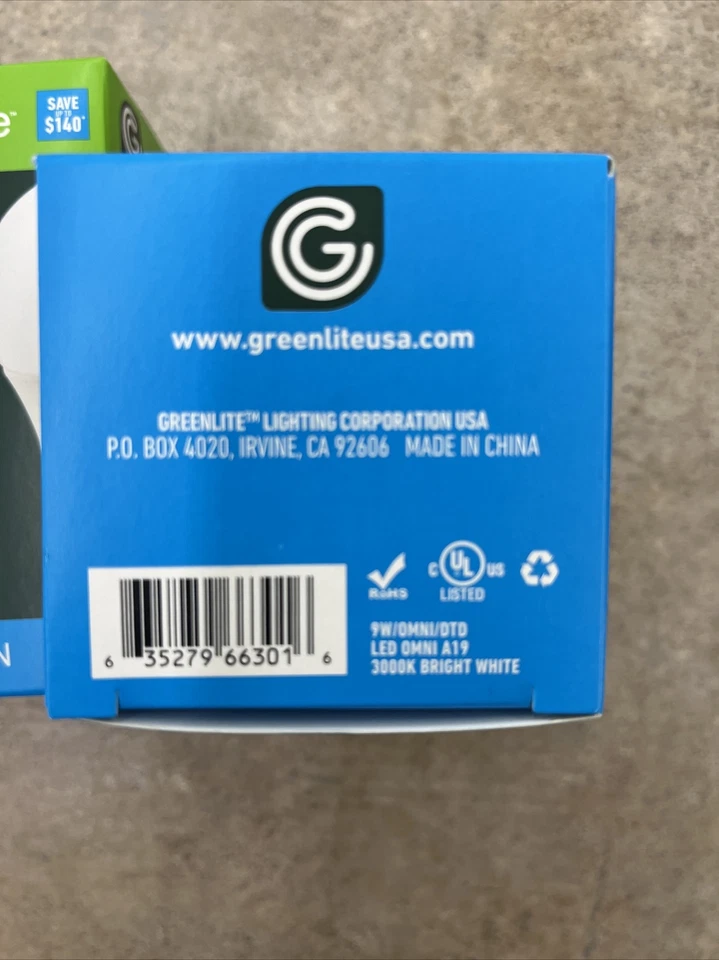 e™
SAVE
UP TO
$140*
www.greenliteusa.com
GREENLITE™ LIGHTING CORPORATION USA
P.O. BOX 4020, IRVINE, CA 92606 MADE IN CHINA
RoHS
C UL US
LISTED
9W/OMNI/DTD
LED OMNI A19
3000K BRIGHT WHITE
6 35279 66301 6
N